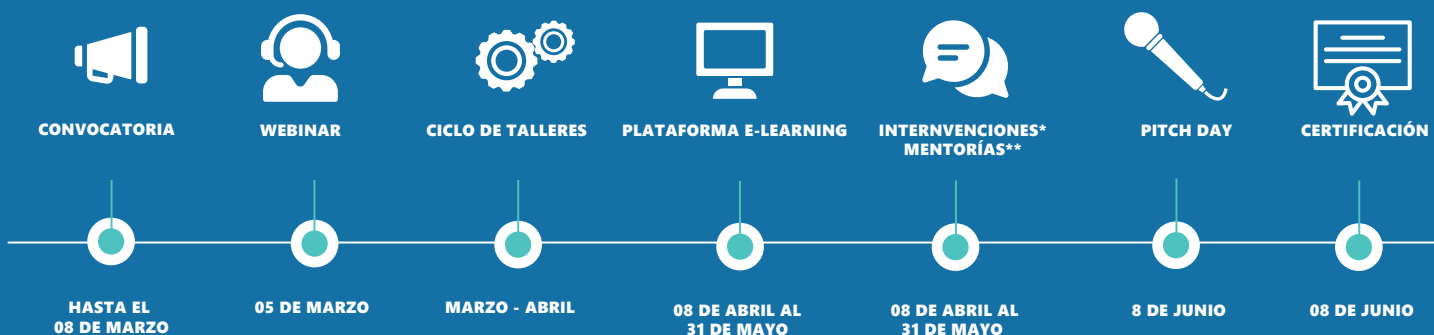 CONVOCATORIA
WEBINAR
CICLO DE TALLERES
PLATAFORMA E-LEARNING
INTERNVENCIONES*
MENTORÍAS**
PITCH DAY
CERTIFICACIÓN
HASTA EL
08 DE MARZO
05 DE MARZO
MARZO - ABRIL
08 DE ABRIL AL
31 DE MAYO
08 DE ABRIL AL
31 DE MAYO
8 DE JUNIO
08 DE JUNIO